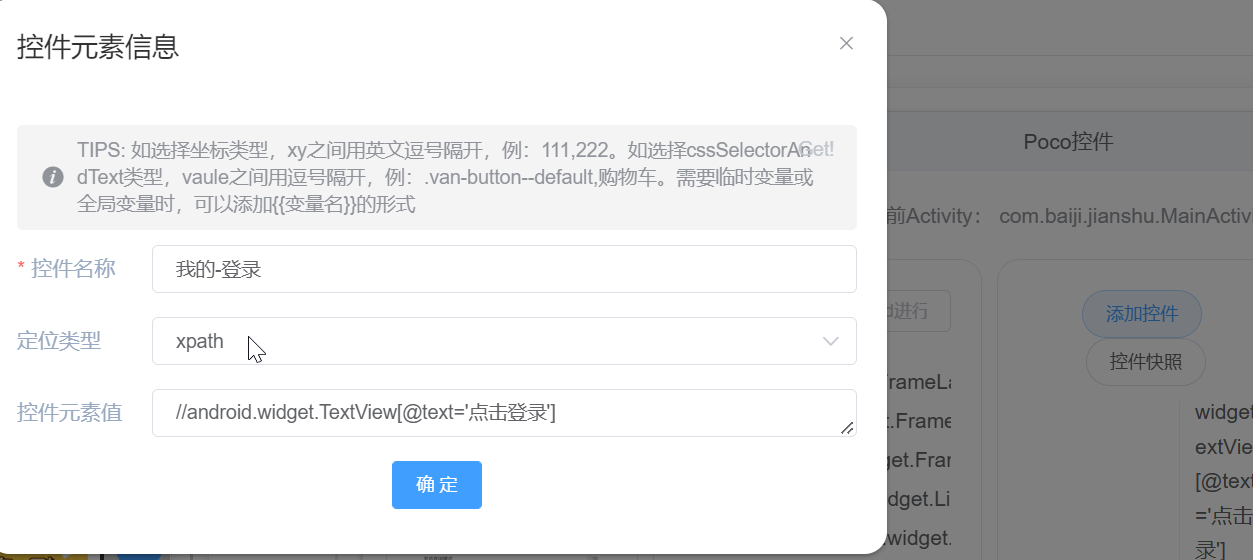 控件元素信息
TIPS: 如选择坐标类型，xy之间用英文逗号隔开，例：111,222。如选择cssSelectorAn
Get!
dText类型，vaule之间用逗号隔开，例：.van-button--default,购物车。需要临时变量或
全局变量时，可以添加{{变量名}}的形式
* 控件名称
我的-登录
定位类型
xpath
控件元素值
//android.widget.TextView[@text='点击登录']
确 定
Poco控件
前Activity： com.baiji.jianshu.MainActivi
d进行
添加控件
控件快照
FrameLa
t.Frame
get.Fran
dget.Li
.widget.
widget
extVie
[@text
='点击
录']